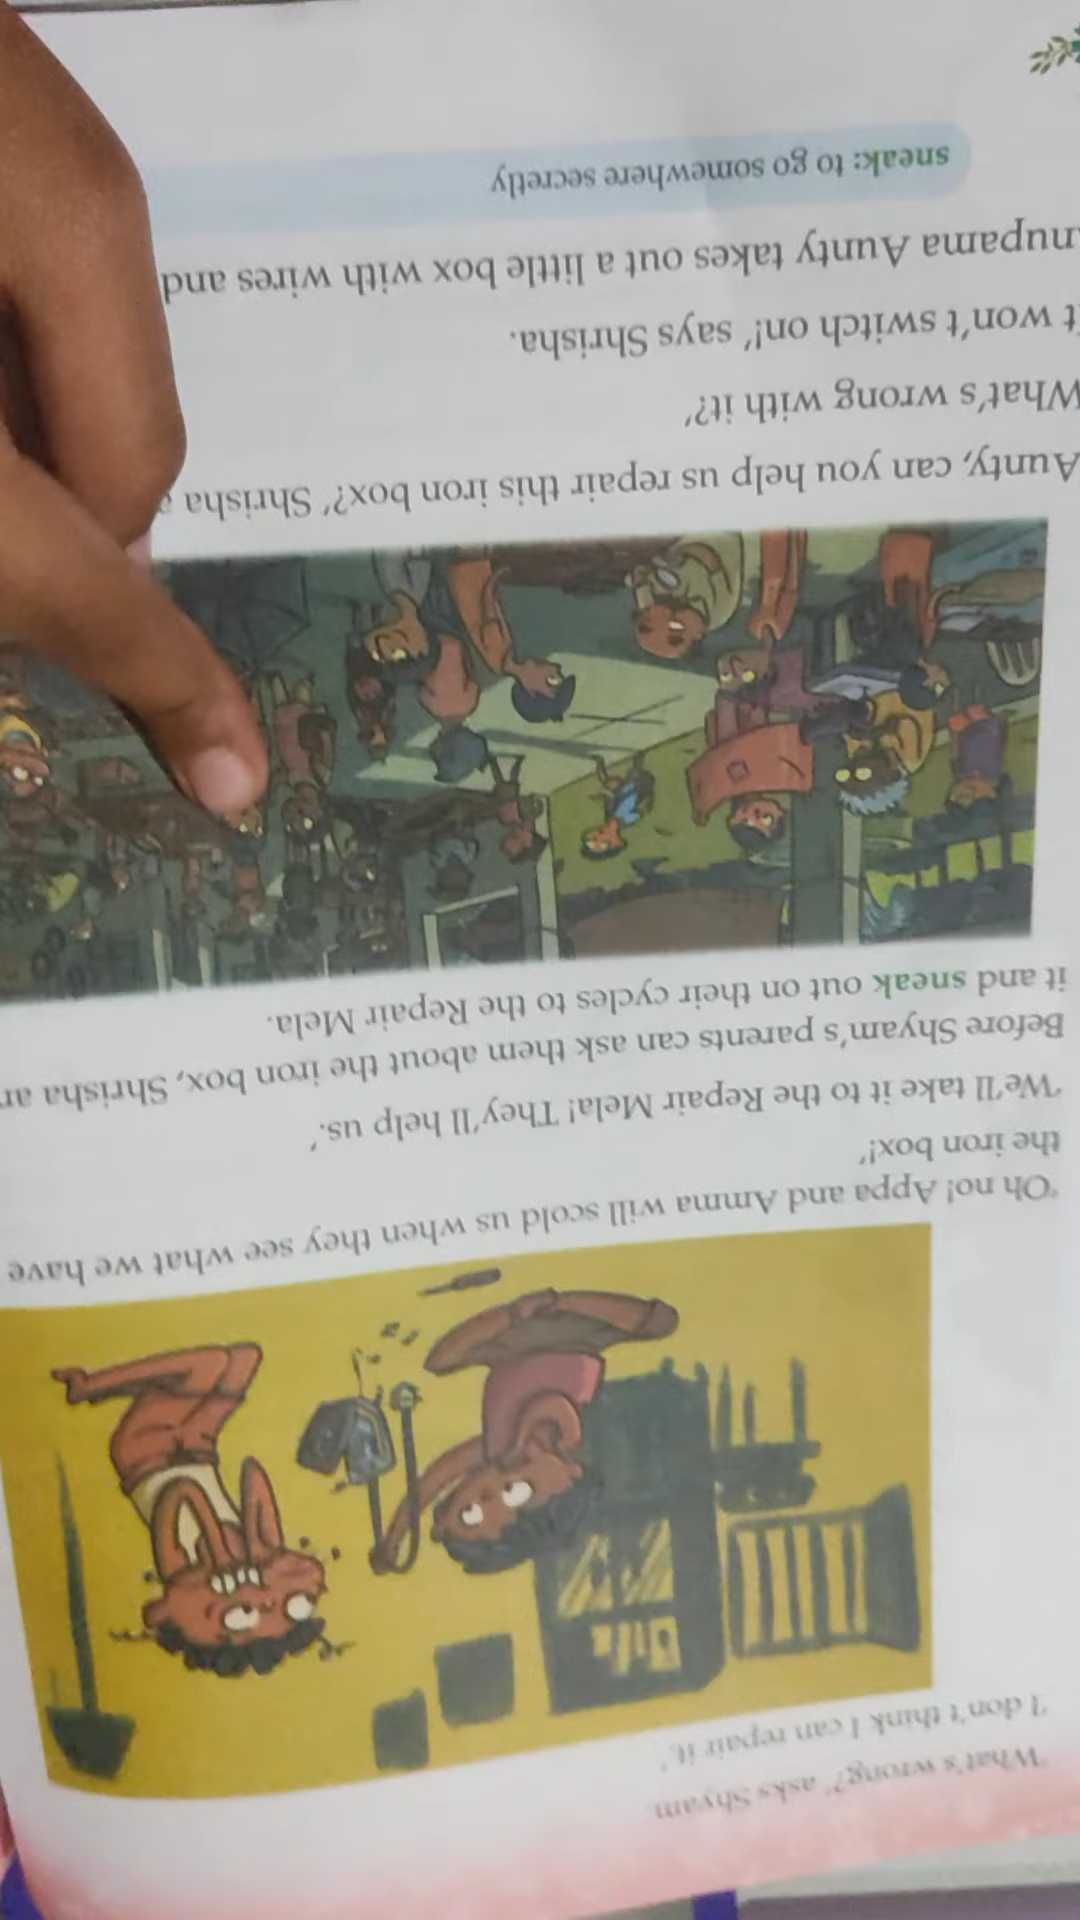 'What's wrong?' asks Shyam.
'I don't think I can repair it.'
'Oh no! Appa and Amma will scold us when they see what we have
the iron box!'
'We'll take it to the Repair Mela! They'll help us.'
Before Shyam's parents can ask them about the iron box, Shrisha
it and sneak out on their cycles to the Repair Mela.
Aunty, can you help us repair this iron box?' Shrisha
What's wrong with it?'
t won't switch on!' says Shrisha.
nupama Aunty takes out a little box with wires and
sneak: to go somewhere secretly